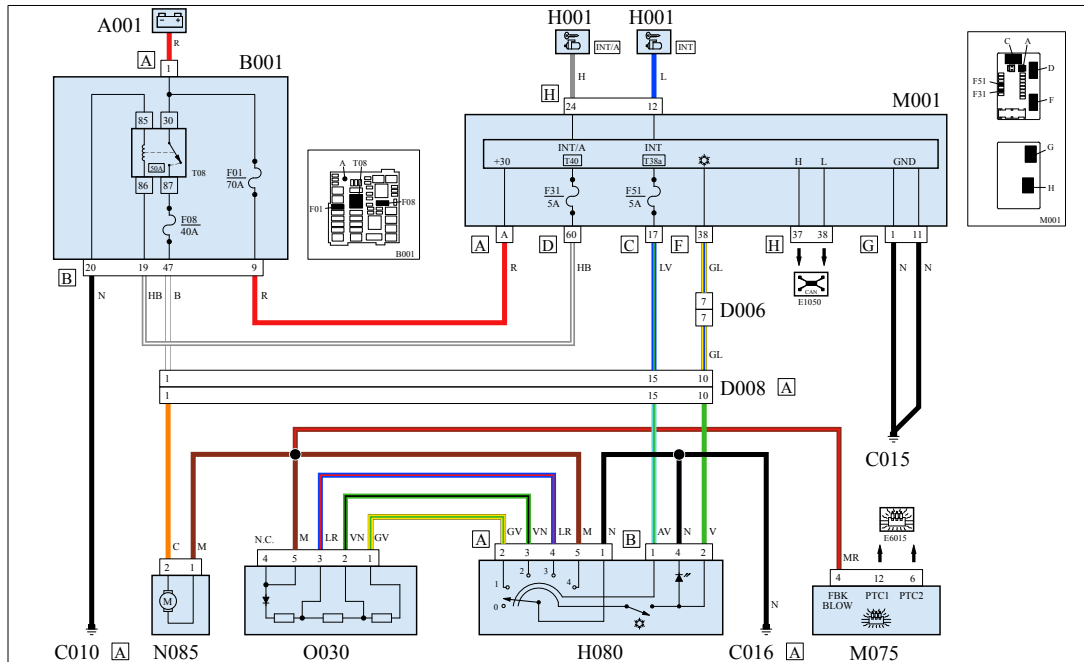 A001
H001
H001
INT/A
INT
R
A
1
B001
H
L
H
24
12
M001
C
A
D
F51
F31
F
G
H
M001
85
30
50A
T08
86
87
F01
70A
F08
40A
A
T08
F01
F08
B001
+30
INT/A
T40
INT
T38a
H
L
GND
F31
5A
F51
5A
B
20
19
47
9
A
A
D
60
C
17
F
38
H
37
38
G
1
11
N
HB
B
R
R
HB
LV
GL
CAN
E1050
N
N
7
7
D006
GL
1
15
10
1
15
10
D008
A
C015
E6015
C
M
N.C.
M
LR
VN
GV
A
GV
VN
LR
M
N
B
AV
N
V
MR
2
1
4
5
3
2
1
2
3
4
5
1
1
4
2
4
12
6
M
0
1
2
3
4
FBK
BLOW
PTC1
PTC2
N
C010
A
N085
O030
H080
C016
A
M075